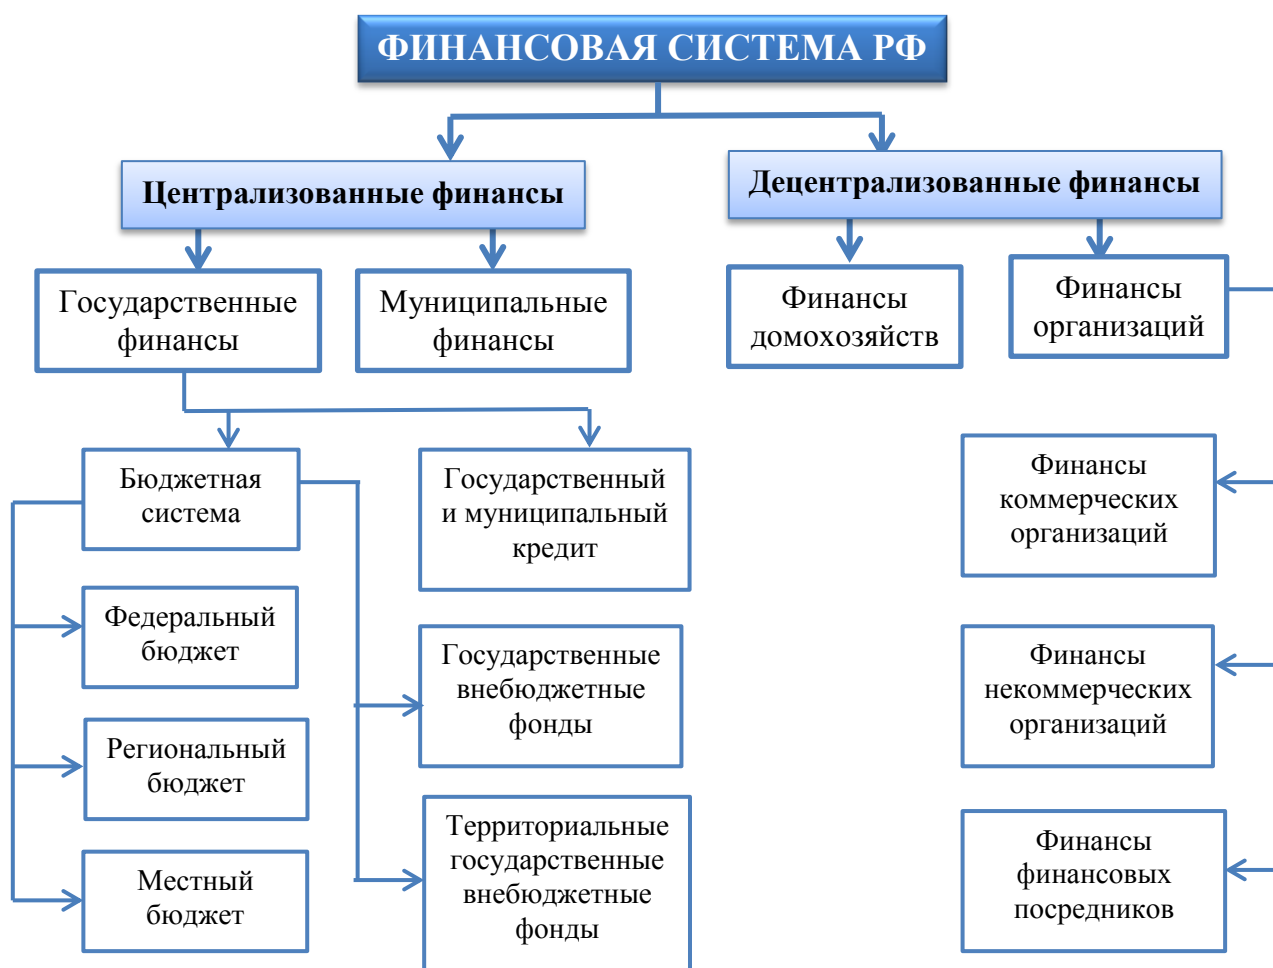 ФИНАНСОВАЯ СИСТЕМА РФ
Централизованные финансы
Децентрализованные финансы
Государственные
финансы
Муниципальные
финансы
Финансы
домохозяйств
Финансы
организаций
Бюджетная
система
Государственный
и муниципальный
кредит
Финансы
коммерческих
организаций
Федеральный
бюджет
Государственные
внебюджетные
фонды
Финансы
некоммерческих
организаций
Региональный
бюджет
Территориальные
государственные
внебюджетные
фонды
Финансы
финансовых
посредников
Местный
бюджет